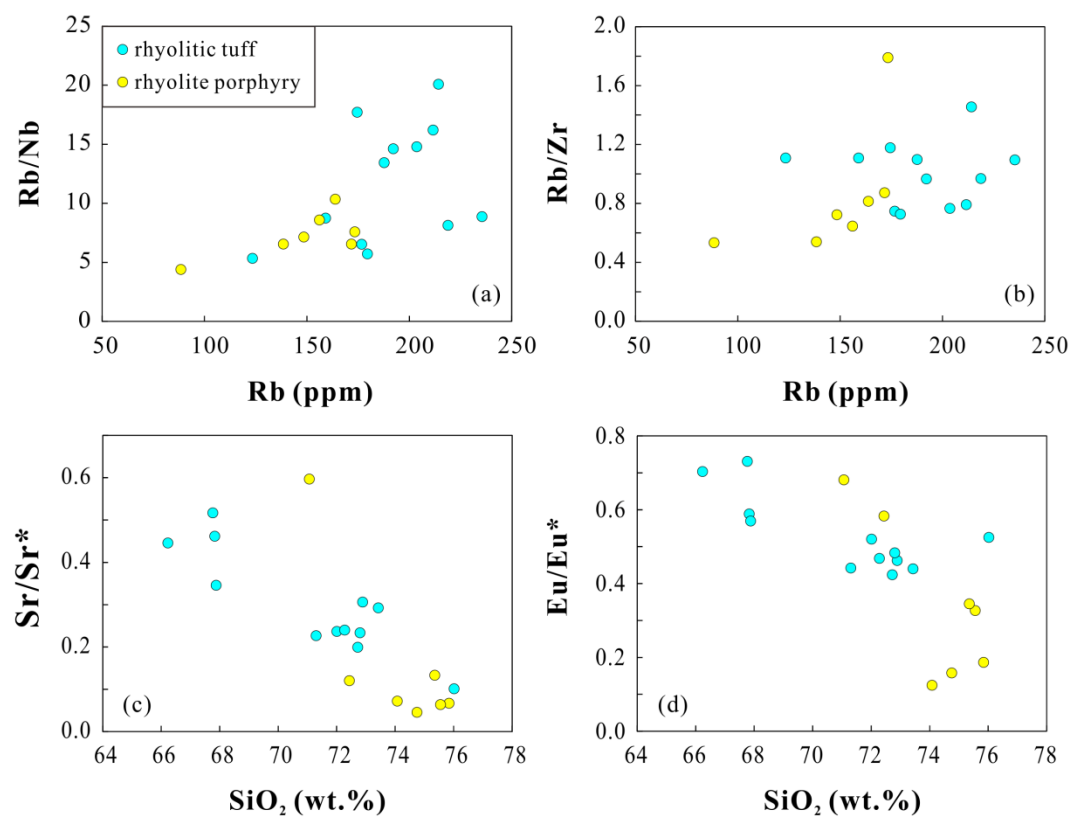 25
20
15
10
5
0
Rb/Nb
rhyolitic tuff
rhyolite porphyry
(a)
50 100 150 200 250
Rb (ppm)
2.0
1.6
1.2
0.8
0.4
0.0
Rb/Zr
(b)
50 100 150 200 250
Rb (ppm)
0.6
0.4
0.2
0.0
Sr/Sr*
(c)
64 66 68 70 72 74 76 78
SiO₂ (wt.%)
0.8
0.6
0.4
0.2
0.0
Eu/Eu*
(d)
64 66 68 70 72 74 76 78
SiO₂ (wt.%)